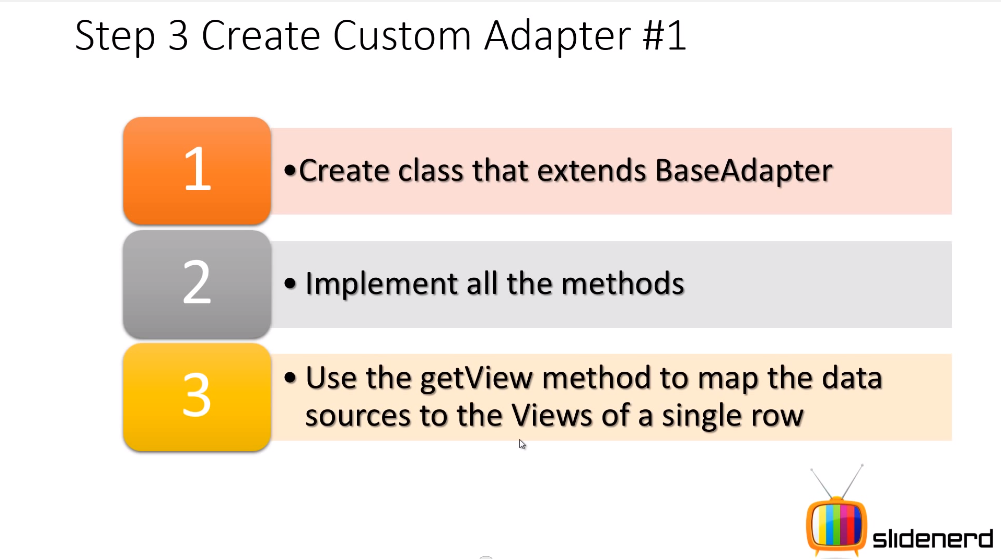 Step 3 Create Custom Adapter #1
1
•Create class that extends BaseAdapter
2
• Implement all the methods
3
• Use the getView method to map the data
sources to the Views of a single row
slidenerd